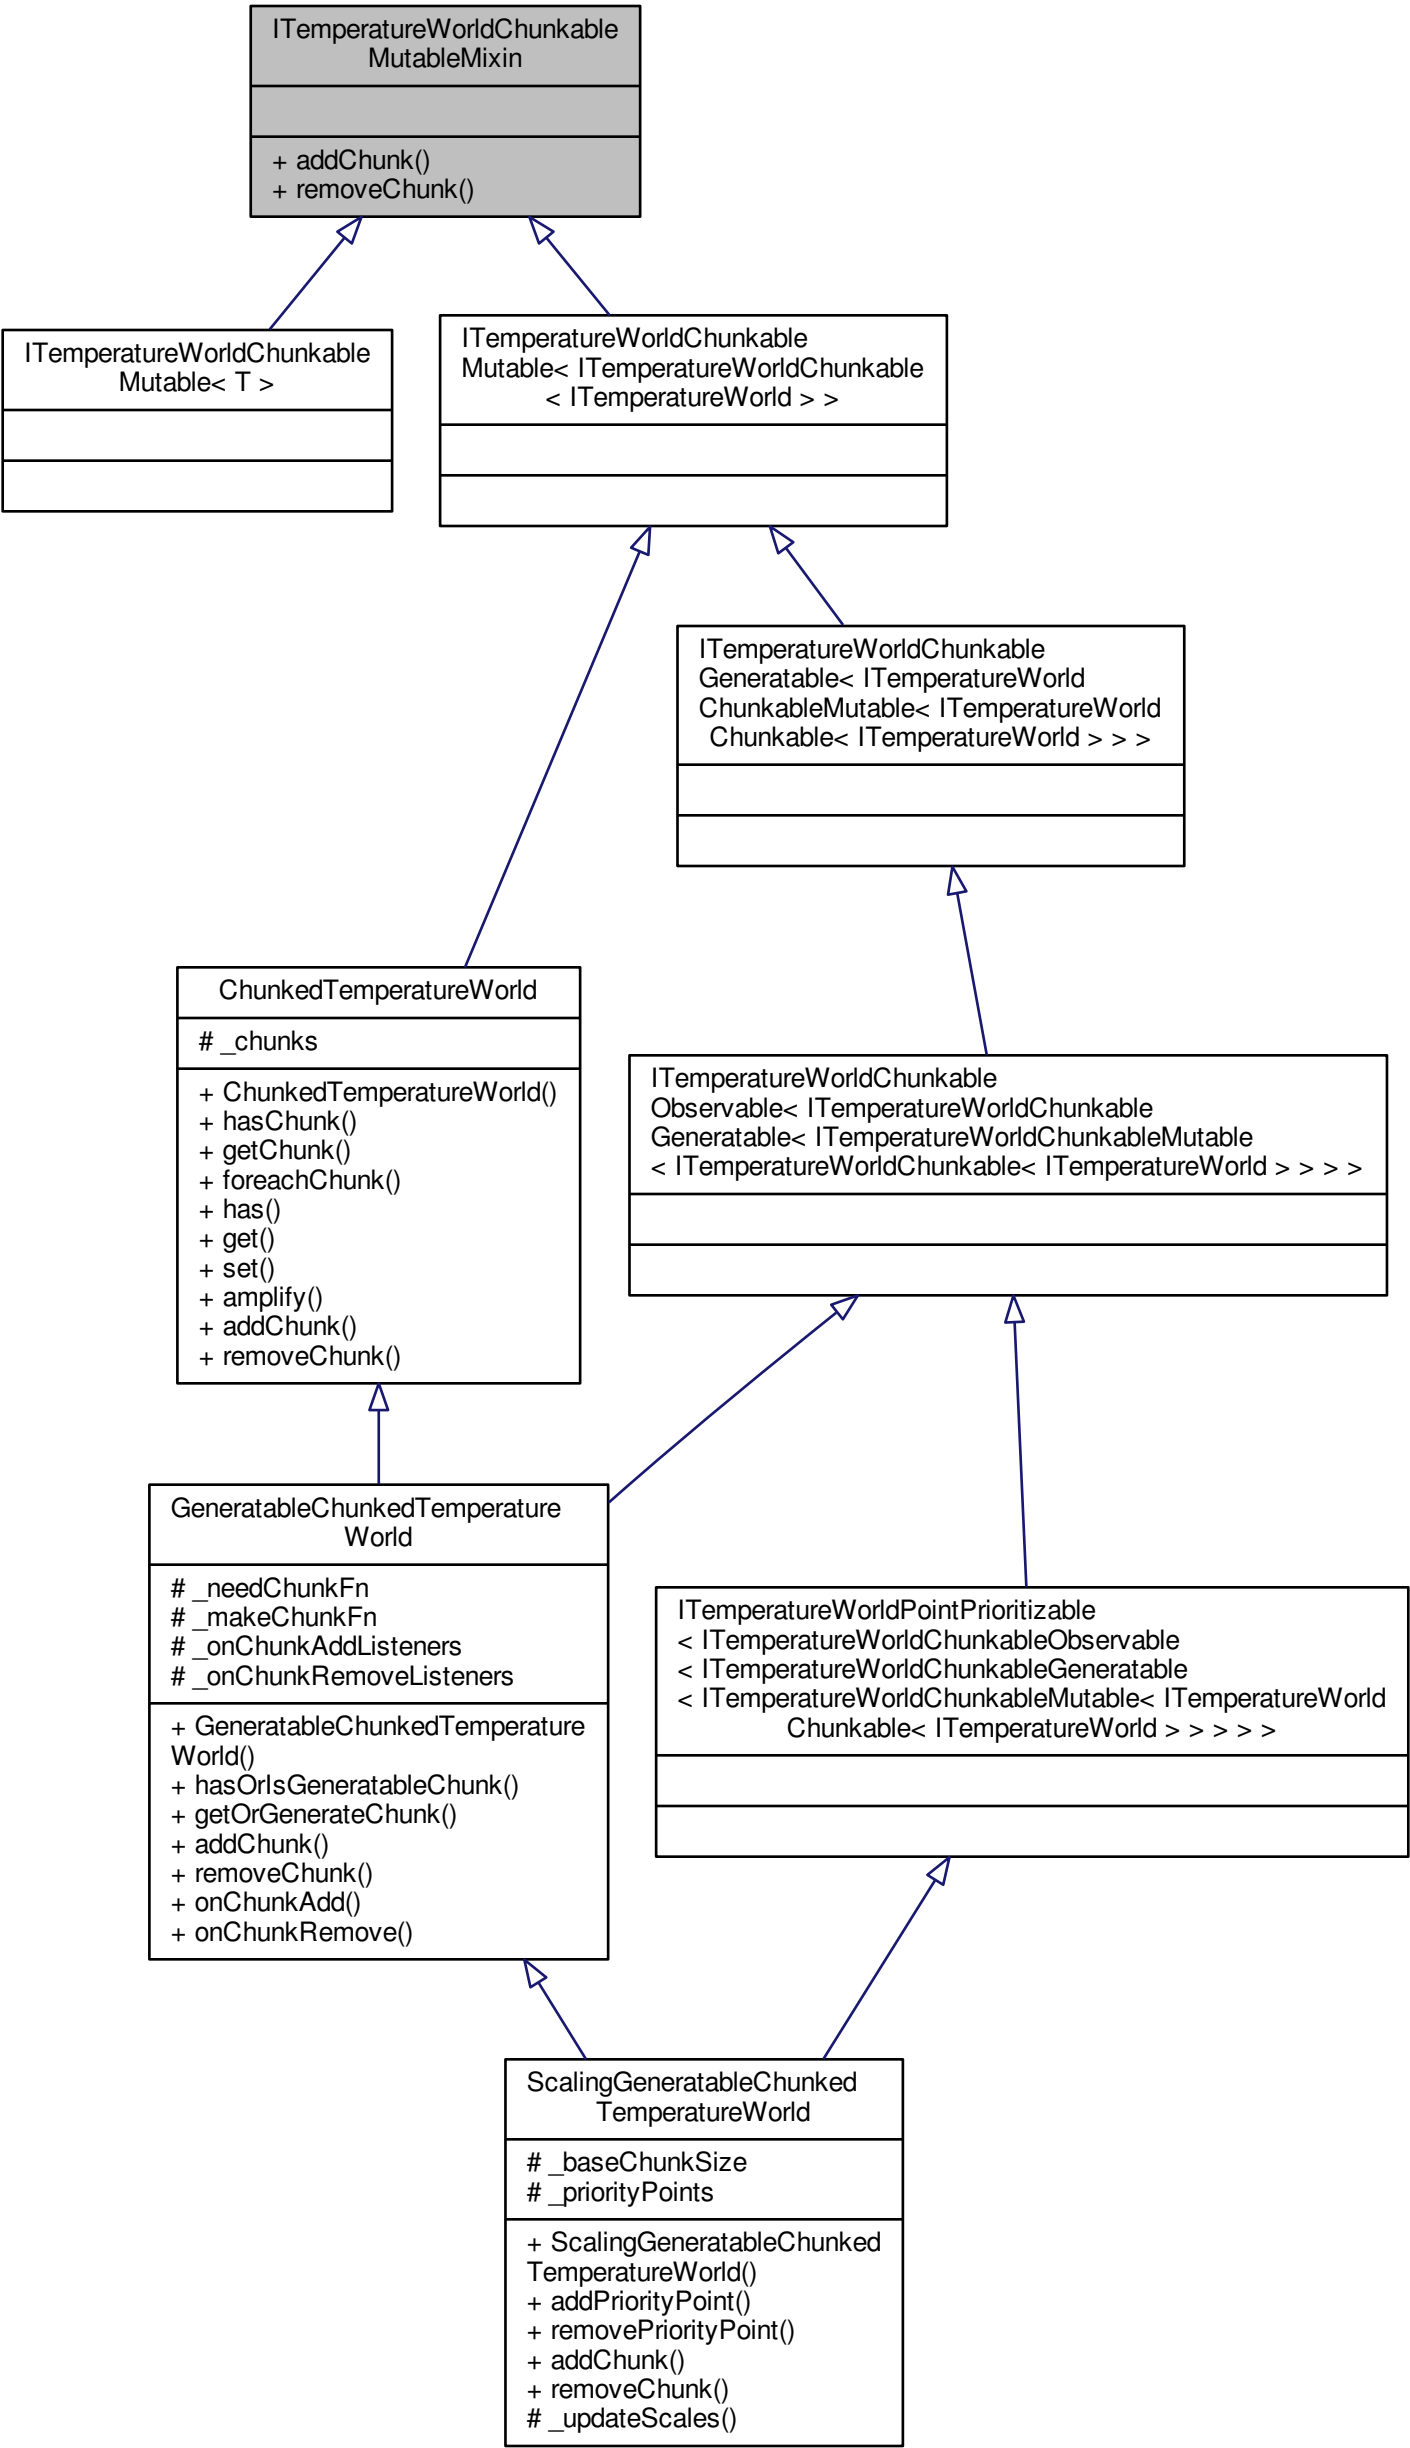 ITemperatureWorldChunkable
MutableMixin
+ addChunk()
+ removeChunk()
ITemperatureWorldChunkable
Mutable< T >
ITemperatureWorldChunkable
Mutable< ITemperatureWorldChunkable
< ITemperatureWorld > >
ITemperatureWorldChunkable
Generatable< ITemperatureWorld
ChunkableMutable< ITemperatureWorld
Chunkable< ITemperatureWorld > > >
ChunkedTemperatureWorld
# _chunks
+ ChunkedTemperatureWorld()
+ hasChunk()
+ getChunk()
+ foreachChunk()
+ has()
+ get()
+ set()
+ amplify()
+ addChunk()
+ removeChunk()
ITemperatureWorldChunkable
Observable< ITemperatureWorldChunkable
Generatable< ITemperatureWorldChunkableMutable
< ITemperatureWorldChunkable< ITemperatureWorld > > > >
GeneratableChunkedTemperature
World
# _needChunkFn
# _makeChunkFn
# _onChunkAddListeners
# _onChunkRemoveListeners
+ GeneratableChunkedTemperature
World()
+ hasOrIsGeneratableChunk()
+ getOrGenerateChunk()
+ addChunk()
+ removeChunk()
+ onChunkAdd()
+ onChunkRemove()
ITemperatureWorldPointPrioritizable
< ITemperatureWorldChunkableObservable
< ITemperatureWorldChunkableGeneratable
< ITemperatureWorldChunkableMutable< ITemperatureWorld
Chunkable< ITemperatureWorld > > > > >
ScalingGeneratableChunked
TemperatureWorld
# _baseChunkSize
# _priorityPoints
+ ScalingGeneratableChunked
TemperatureWorld()
+ addPriorityPoint()
+ removePriorityPoint()
+ addChunk()
+ removeChunk()
# _updateScales()